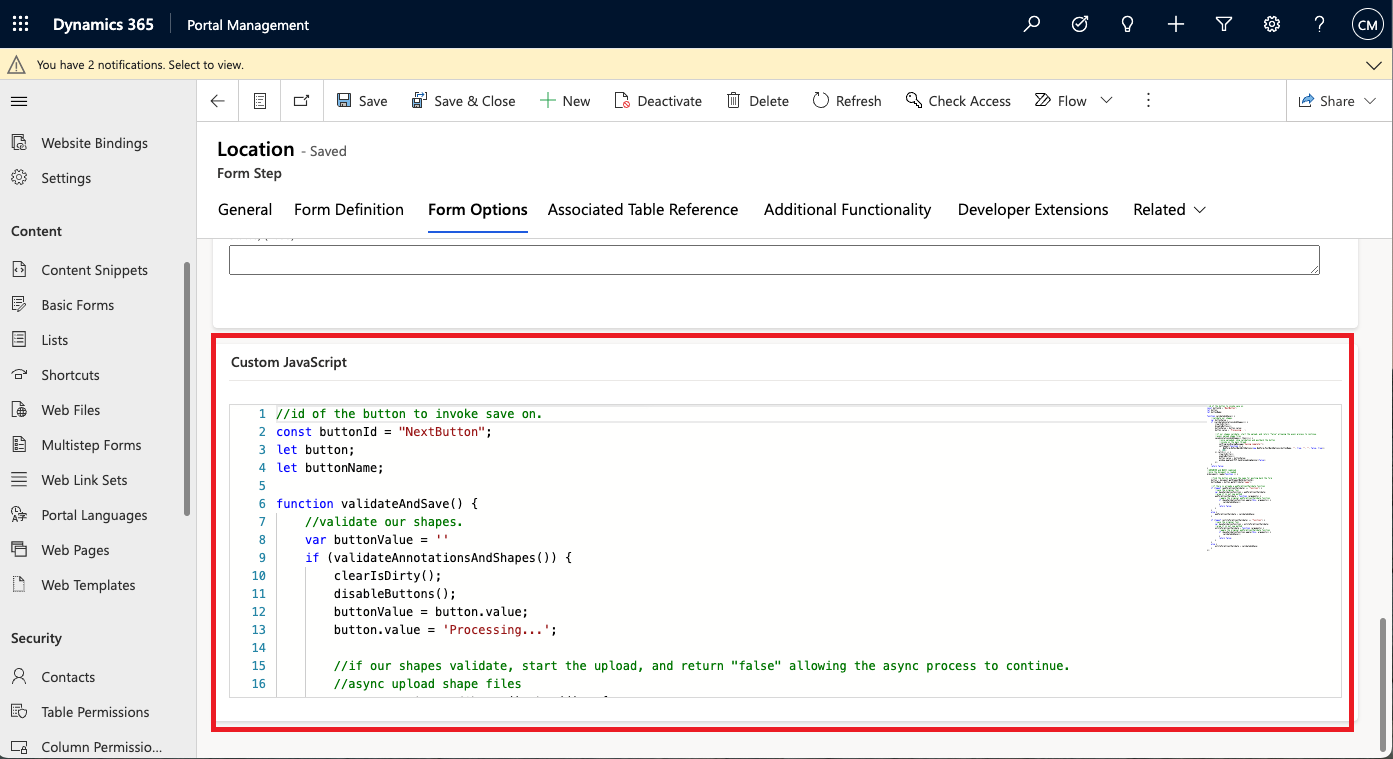 Dynamics 365 Portal Management
CM
You have 2 notifications. Select to view.
Save Save & Close New Deactivate Delete Refresh Check Access Flow Share
Website Bindings
Settings
Content
Content Snippets
Basic Forms
Lists
Shortcuts
Web Files
Multistep Forms
Web Link Sets
Portal Languages
Web Pages
Web Templates
Security
Contacts
Table Permissions
Column Permissio...
Location - Saved
Form Step
General Form Definition Form Options Associated Table Reference Additional Functionality Developer Extensions Related
Custom JavaScript
1 //id of the button to invoke save on.
2 const buttonId = "NextButton";
3 let button;
4 let buttonName;
5
6 function validateAndSave() {
7 //validate our shapes.
8 var buttonValue = ''
9 if (validateAnnotationsAndShapes()) {
10 clearIsDirty();
11 disableButtons();
12 buttonValue = button.value;
13 button.value = 'Processing...';
14
15 //if our shapes validate, start the upload, and return "false" allowing the async process to continue.
16 //async upload shape files